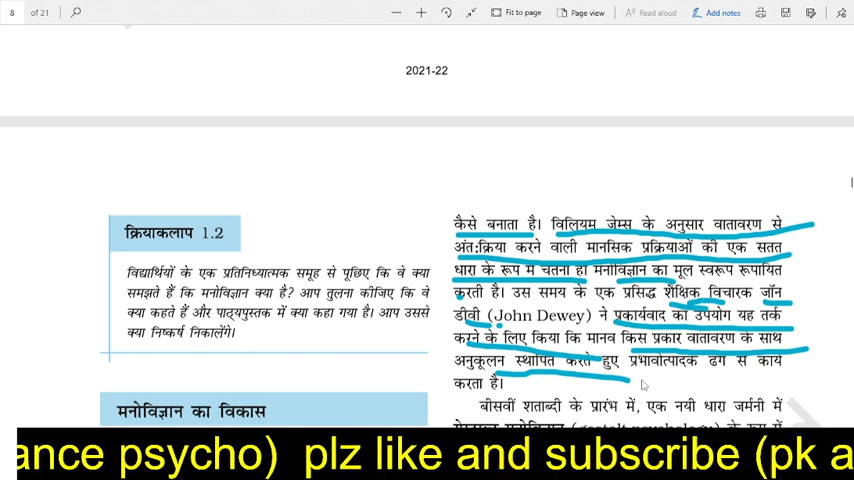 8 of 21
Fit to page
Page view
Read aloud
Add notes
2021-22
क्रियाकलाप 1.2
विद्यार्थियों के एक प्रतिनिध्यात्मक समूह से पूछिए कि वे क्या
समझते हैं कि मनोविज्ञान क्या है? आप तुलना कीजिए कि वे
क्या कहते हैं और पाठ्यपुस्तक में क्या कहा गया है। आप उससे
क्या निष्कर्ष निकालेंगे।
मनोविज्ञान का विकास
कैसे बनाता है। विलियम जेम्स के अनुसार वातावरण से
अंत:क्रिया करने वाली मानसिक प्रक्रियाओं की एक सतत
धारा के रूप में चेतना ही मनोविज्ञान का मूल स्वरूप रूपायित
करती है। उस समय के एक प्रसिद्ध शैक्षिक विचारक जॉन
डीवी (John Dewey) ने प्रकार्यवाद का उपयोग यह तर्क
करने के लिए किया कि मानव किस प्रकार वातावरण के साथ
अनुकूलन स्थापित करते हुए प्रभावोत्पादक ढंग से कार्य
करता है।
बीसवीं शताब्दी के प्रारंभ में, एक नयी धारा जर्मनी में
ance psycho) plz like and subscribe (pk a